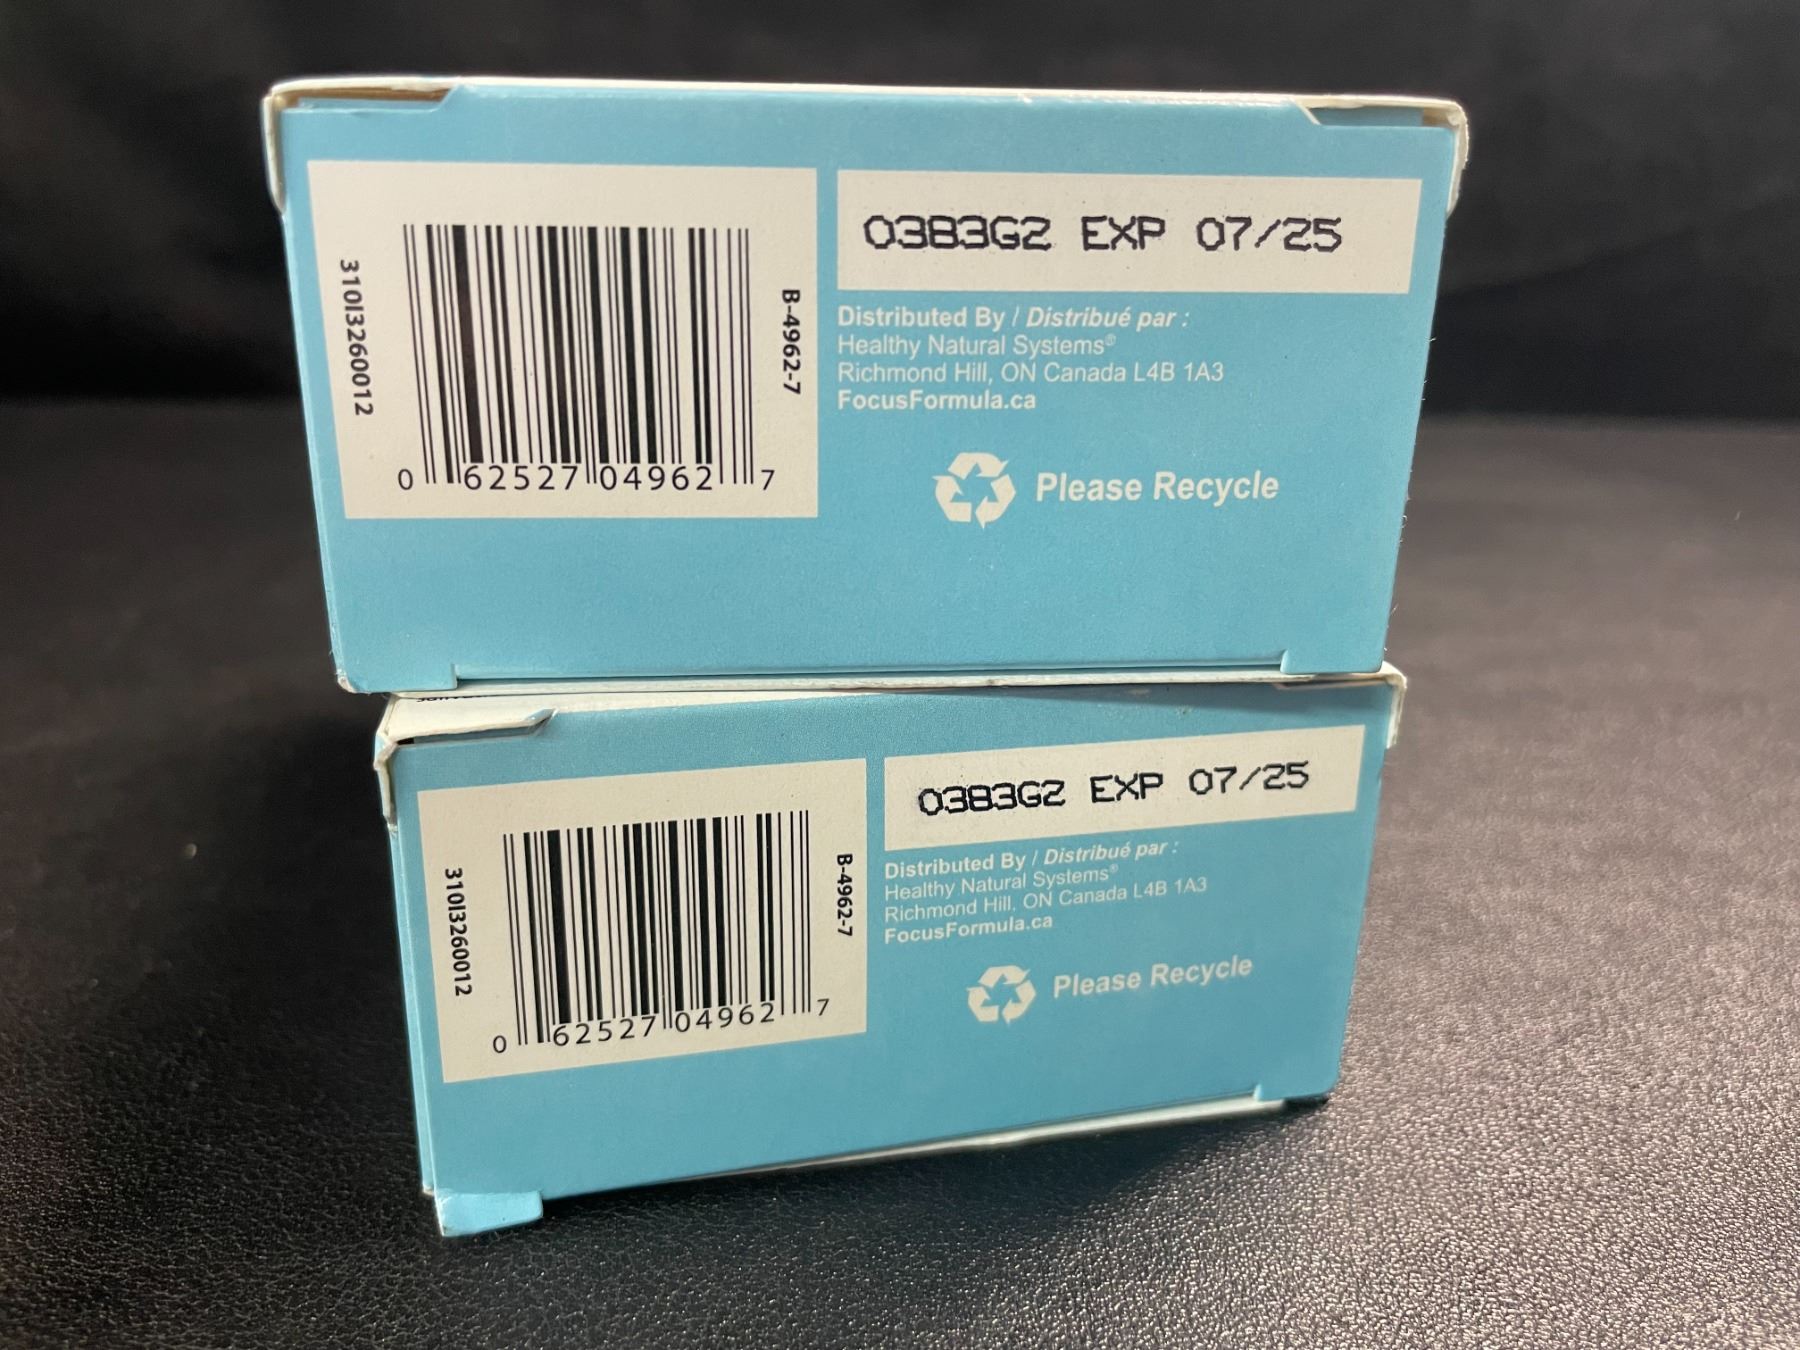 310I3260012
0 62527 04962 7
B-4962-7
0383G2 EXP 07/25
Distributed By / Distribué par :
Healthy Natural Systems®
Richmond Hill, ON Canada L4B 1A3
FocusFormula.ca
Please Recycle
310I3260012
0 62527 04962 7
B-4962-7
0383G2 EXP 07/25
Distributed By / Distribué par :
Healthy Natural Systems®
Richmond Hill, ON Canada L4B 1A3
FocusFormula.ca
Please Recycle